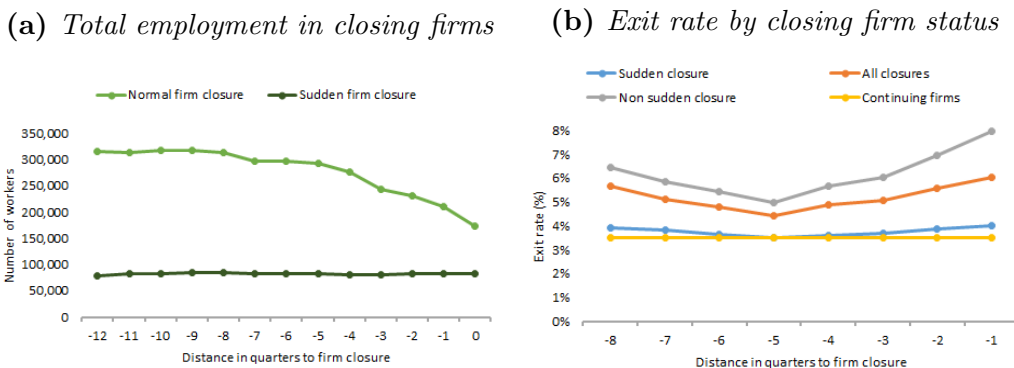 (a) Total employment in closing firms
Normal firm closure Sudden firm closure
Number of workers
350,000
300,000
250,000
200,000
150,000
100,000
50,000
0
-12 -11 -10 -9 -8 -7 -6 -5 -4 -3 -2 -1 0
Distance in quarters to firm closure
(b) Exit rate by closing firm status
Sudden closure All closures
Non sudden closure Continuing firms
Exit rate (%)
8%
7%
6%
5%
4%
3%
2%
1%
0%
-8 -7 -6 -5 -4 -3 -2 -1
Distance in quarters to firm closure